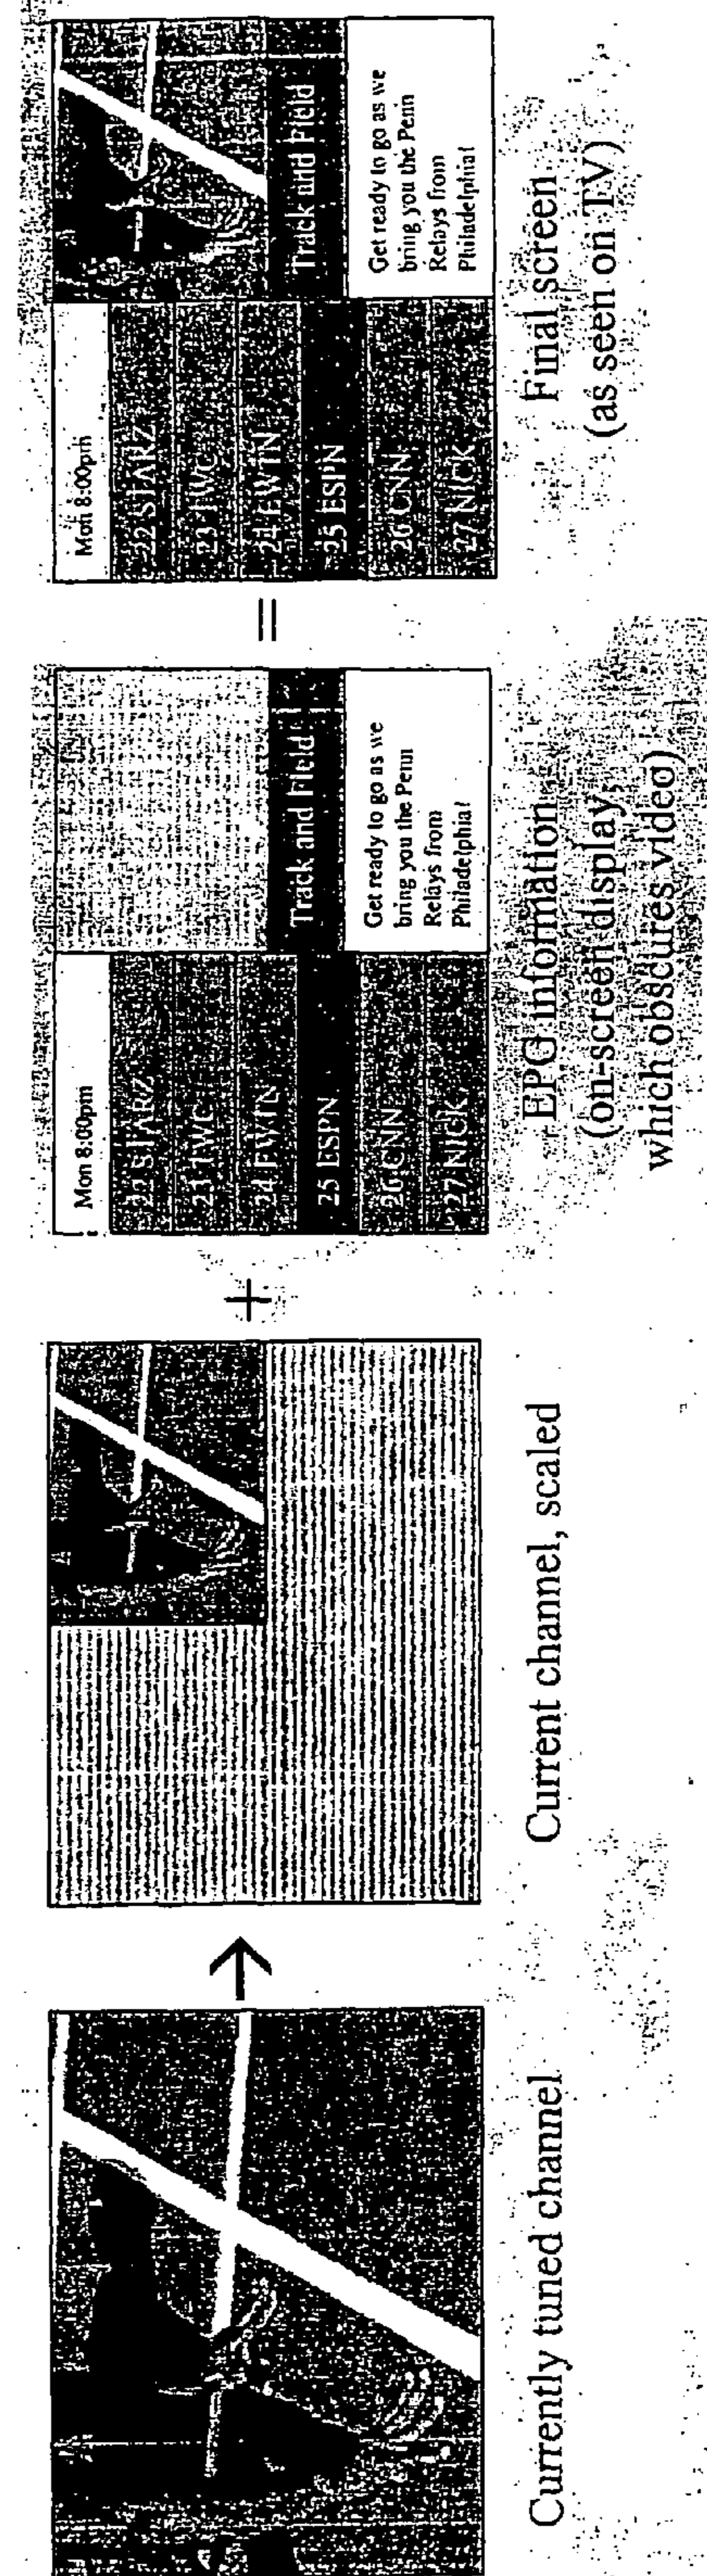 Currently tuned channel
→
Current channel, scaled
+
Mon 8:00pm
22 STARZ
23 TWC
24 EWTN
25 ESPN
26 CNN
27 NICK
Track and Field
Get ready to go as we
bring you the Penn
Relays from
Philadelphia!
EPG information
(on-screen display,
which obscures video)
=
Mon 8:00pm
22 STARZ
23 TWC
24 EWTN
25 ESPN
26 CNN
27 NICK
Track and Field
Get ready to go as we
bring you the Penn
Relays from
Philadelphia!
Final screen
(as seen on TV)